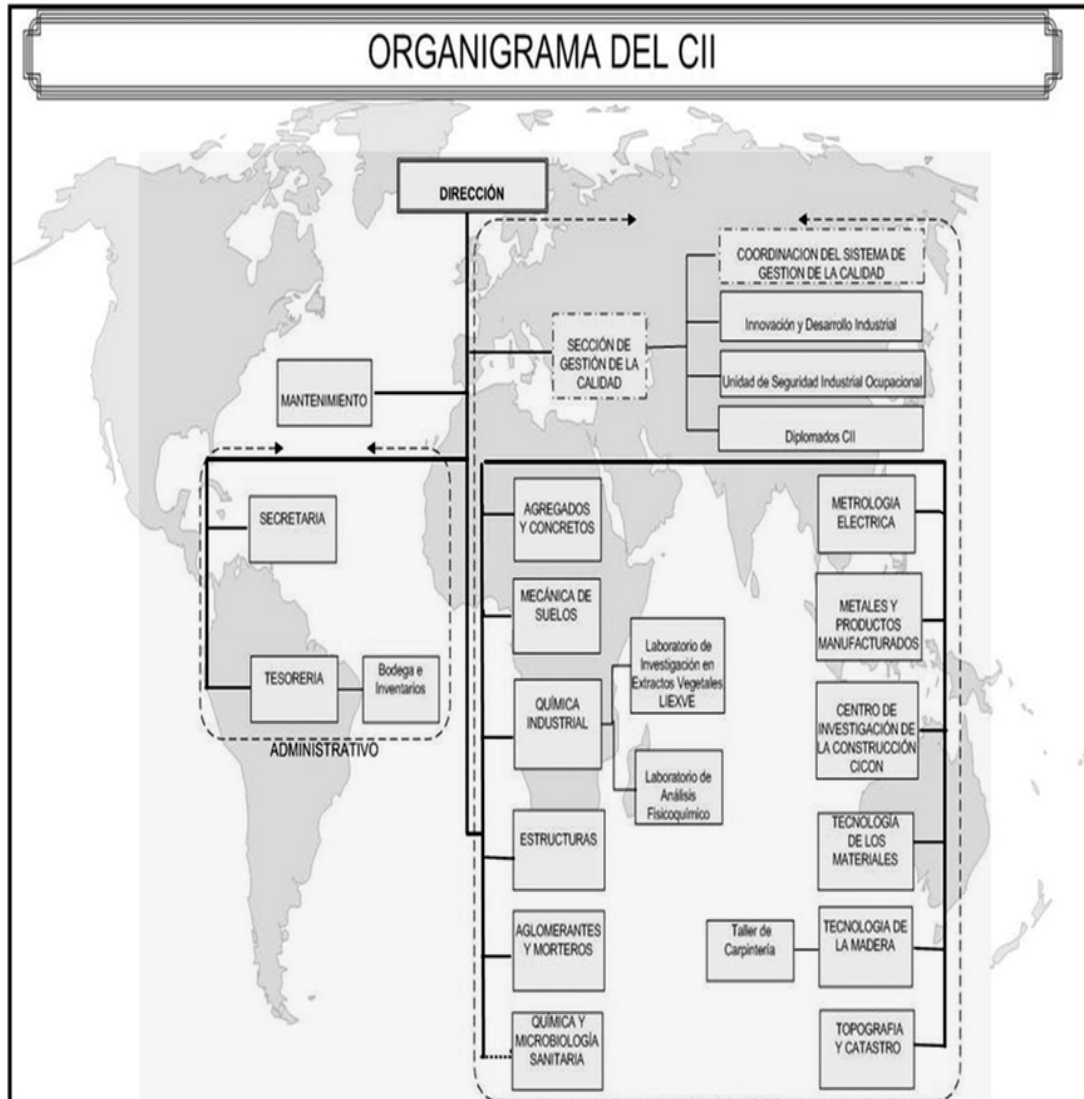 ORGANIGRAMA DEL CII
DIRECCIÓN
COORDINACION DEL SISTEMA DE
GESTION DE LA CALIDAD
Innovación y Desarrollo Industrial
SECCIÓN DE
GESTIÓN DE LA
CALIDAD
Unidad de Seguridad Industrial Ocupacional
Diplomados CII
MANTENIMIENTO
SECRETARIA
TESORERIA
Bodega e
Inventarios
ADMINISTRATIVO
AGREGADOS
Y CONCRETOS
MECÁNICA DE
SUELOS
QUÍMICA
INDUSTRIAL
Laboratorio de
Investigación en
Extractos Vegetales
LIEXVE
Laboratorio de
Análisis
Fisicoquímico
ESTRUCTURAS
AGLOMERANTES
Y MORTEROS
QUÍMICA Y
MICROBIOLOGÍA
SANITARIA
METROLOGIA
ELECTRICA
METALES Y
PRODUCTOS
MANUFACTURADOS
CENTRO DE
INVESTIGACIÓN DE
LA CONSTRUCCIÓN
CICON
TECNOLOGÍA
DE LOS
MATERIALES
Taller de
Carpintería
TECNOLOGIA DE
LA MADERA
TOPOGRAFIA
Y CATASTRO